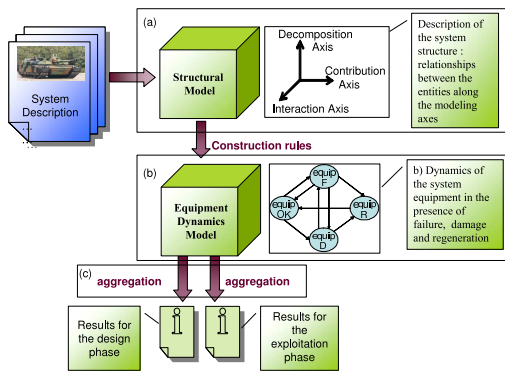 (a)
Decomposition
Axis
Contribution
Axis
Interaction Axis
Structural
Model
System
Description
...
...
Description of
the system
structure :
relationships
between the
entities along
the modeling
axes
Construction rules
(b)
Equipment
Dynamics
Model
equip
F
equip
OK
equip
R
equip
D
b) Dynamics of
the system
equipment in the
presence of
failure, damage
and regeneration
(c)
aggregation
aggregation
Results for
the design
phase
i
i
Results for
the
exploitation
phase